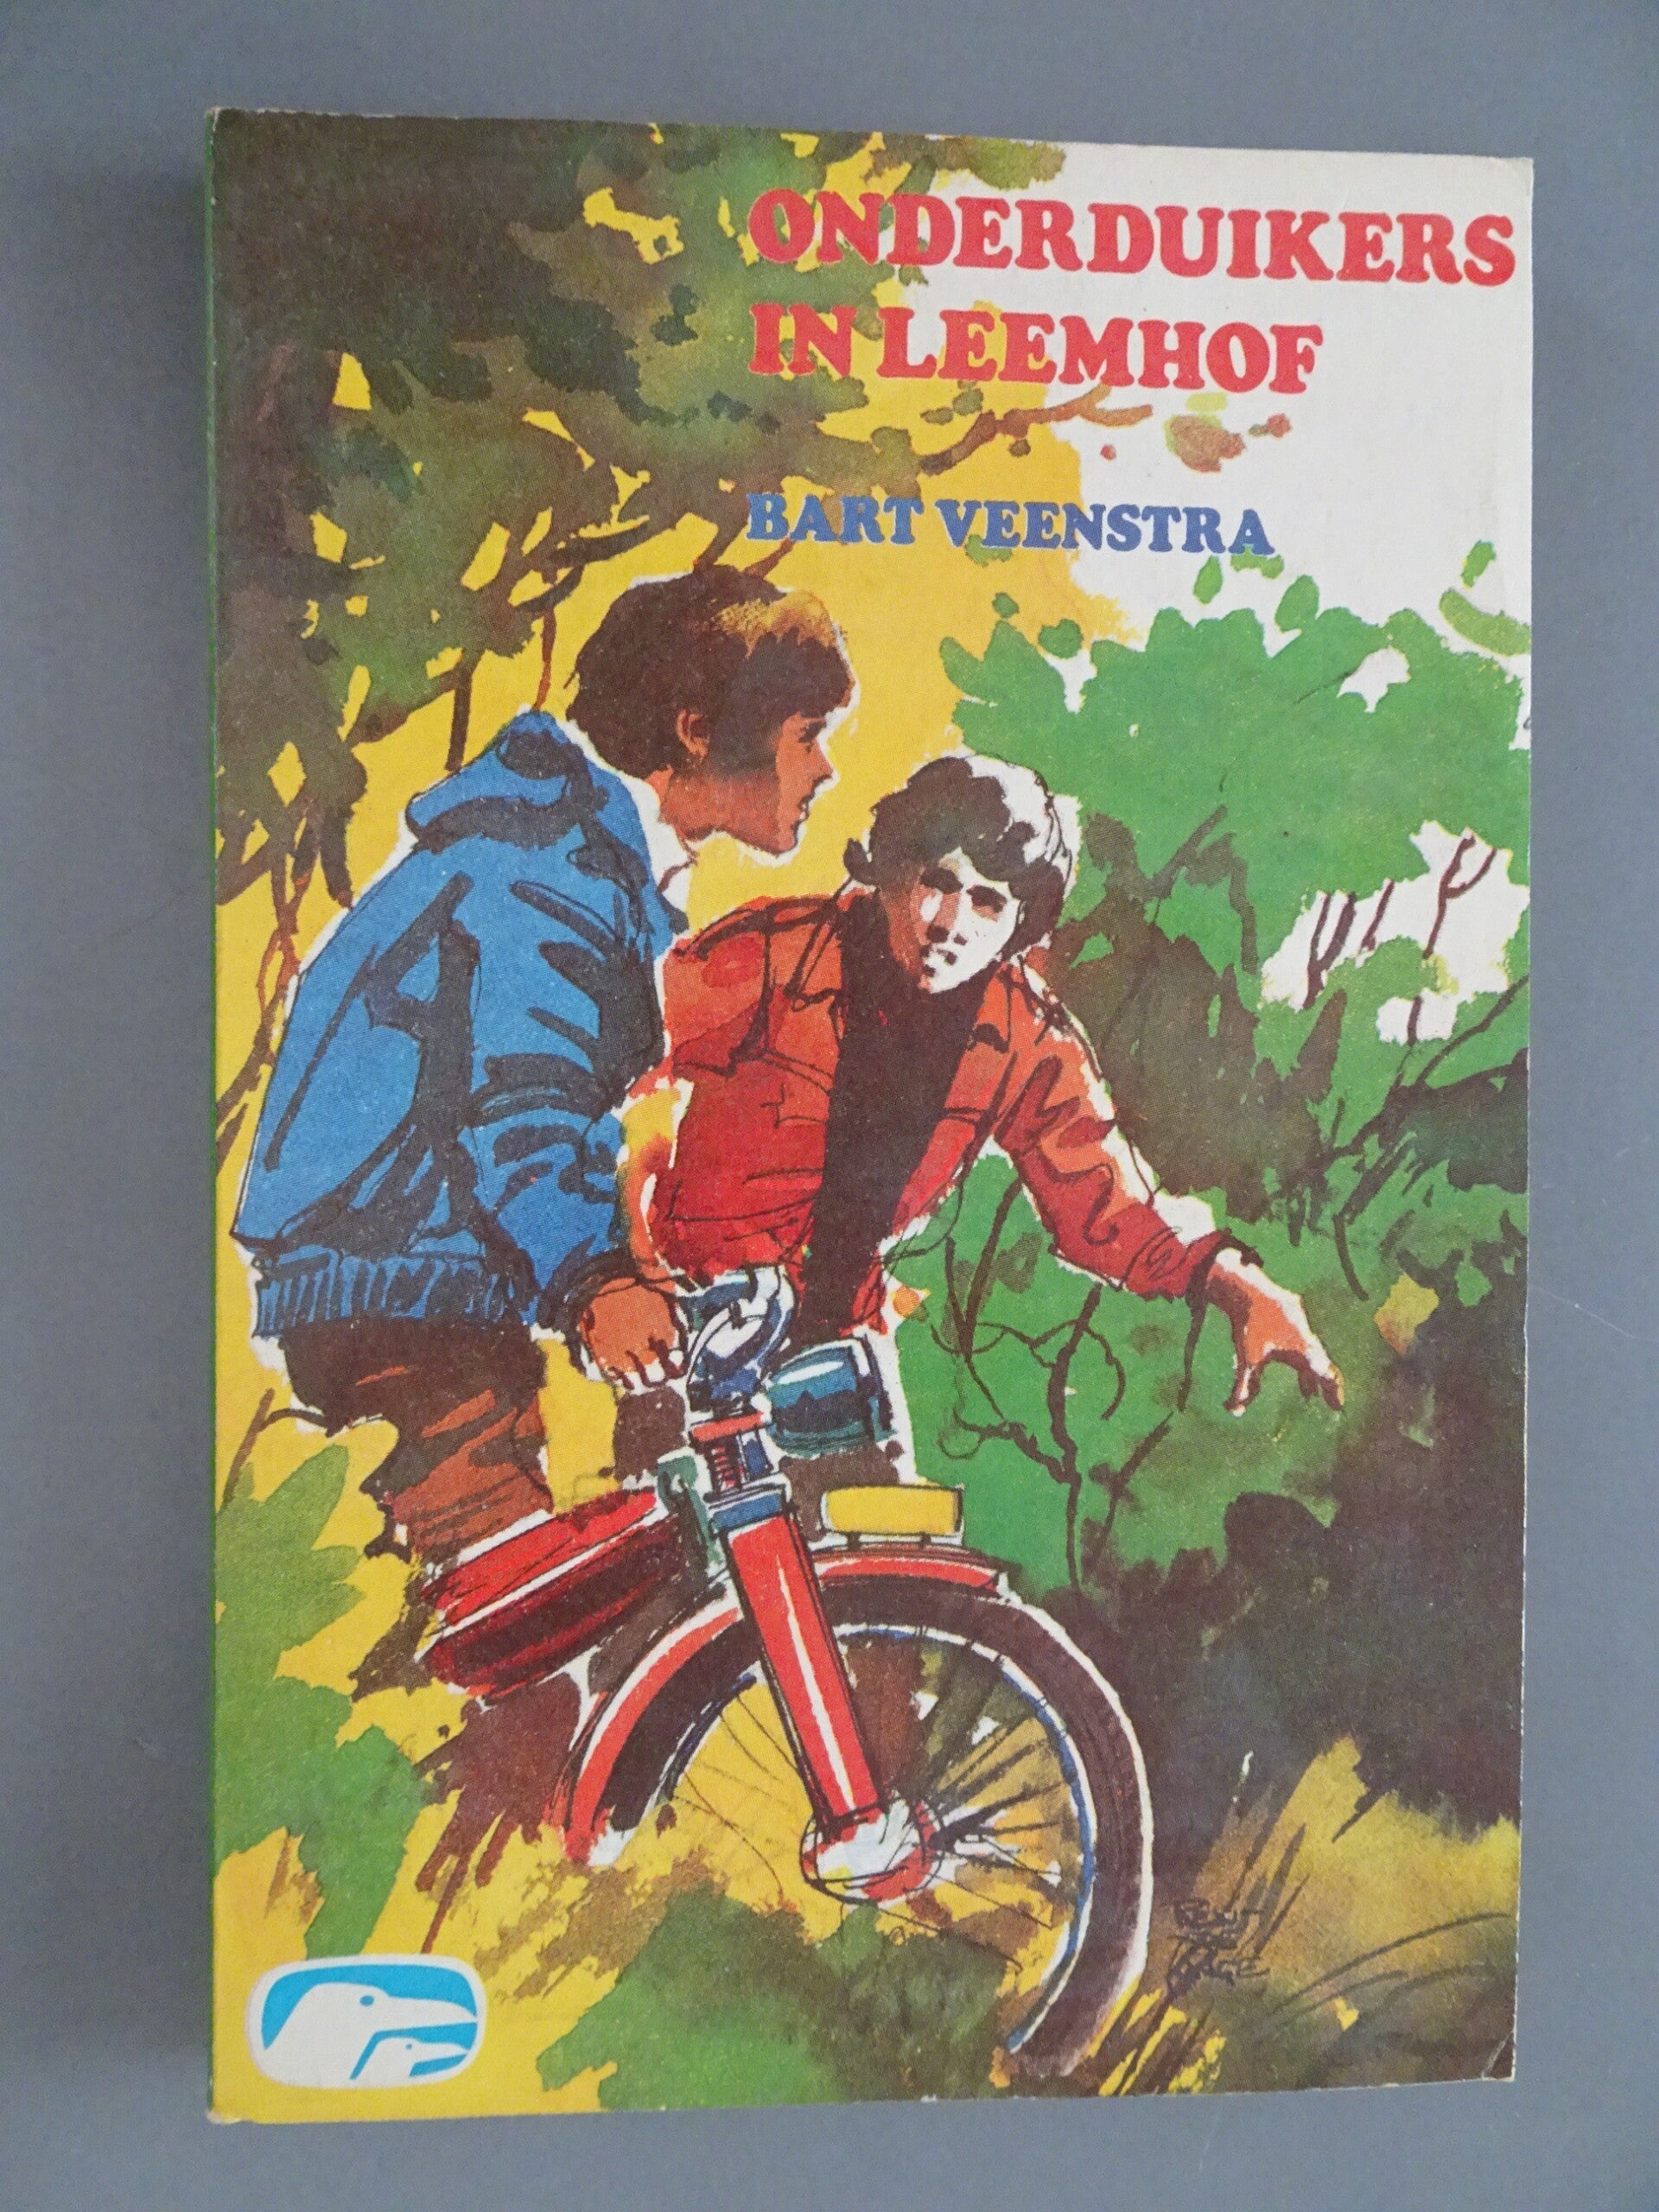 ONDERDUIKERS
IN LEEMHOF
BART VEENSTRA